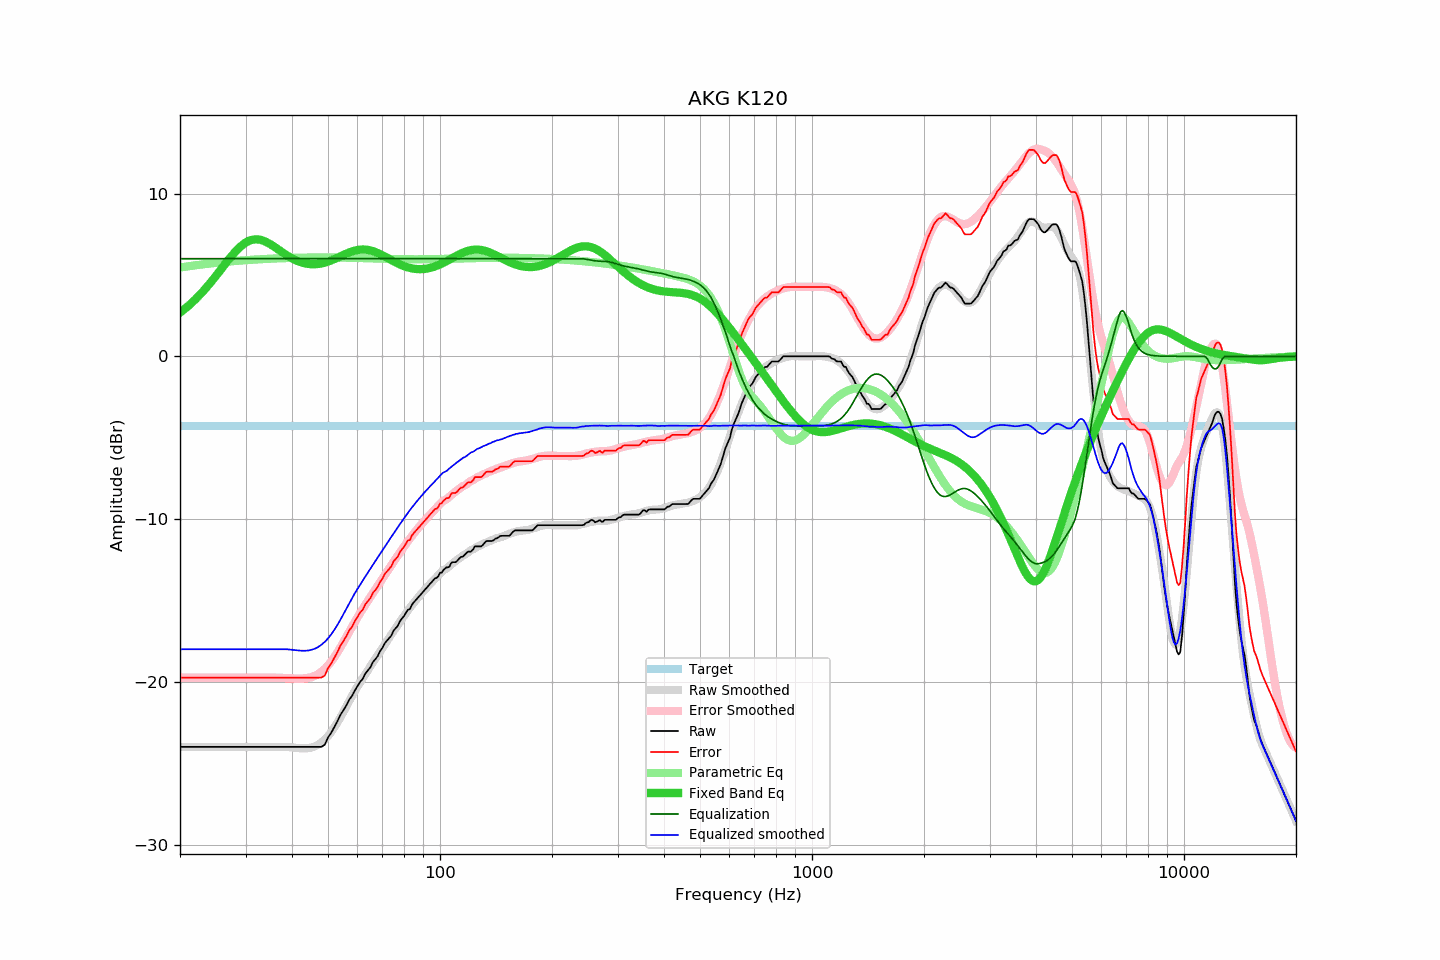 AKG K120
Amplitude (dBr)
10
0
−10
−20
−30
Target
Raw Smoothed
Error Smoothed
Raw
Error
Parametric Eq
Fixed Band Eq
Equalization
Equalized smoothed
100 1000 10000
Frequency (Hz)